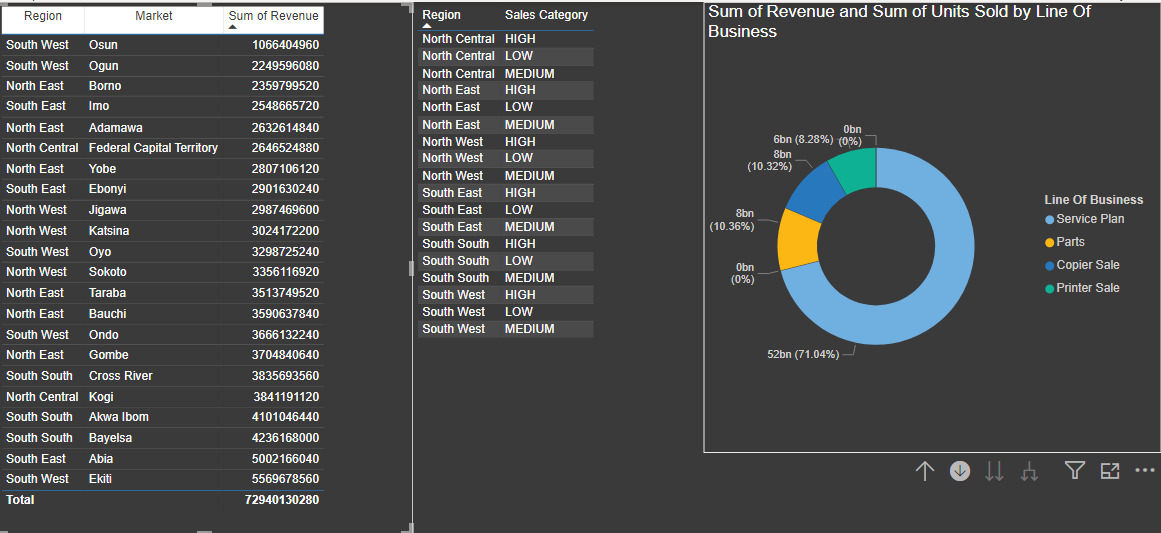 Region Market Sum of Revenue
South West Osun 1066404960
South West Ogun 2249596080
North East Borno 2359799520
South East Imo 2548665720
North East Adamawa 2632614840
North Central Federal Capital Territory 2646524880
North East Yobe 2807106120
South East Ebonyi 2901630240
North West Jigawa 2987469600
North West Katsina 3024172200
South West Oyo 3298725240
North West Sokoto 3356116920
North East Taraba 3513749520
North East Bauchi 3590637840
South West Ondo 3666132240
North East Gombe 3704840640
South South Cross River 3835693560
North Central Kogi 3841191120
South South Akwa Ibom 4101046440
South South Bayelsa 4236168000
South East Abia 5002166040
South West Ekiti 5569678560
Total 72940130280
Region Sales Category
North Central HIGH
North Central LOW
North Central MEDIUM
North East HIGH
North East LOW
North East MEDIUM
North West HIGH
North West LOW
North West MEDIUM
South East HIGH
South East LOW
South East MEDIUM
South South HIGH
South South LOW
South South MEDIUM
South West HIGH
South West LOW
South West MEDIUM
Sum of Revenue and Sum of Units Sold by Line Of
Business
0bn
(0%)
6bn (8.28%)
8bn
(10.32%)
8bn
(10.36%)
0bn
(0%)
52bn (71.04%)
Line Of Business
Service Plan
Parts
Copier Sale
Printer Sale